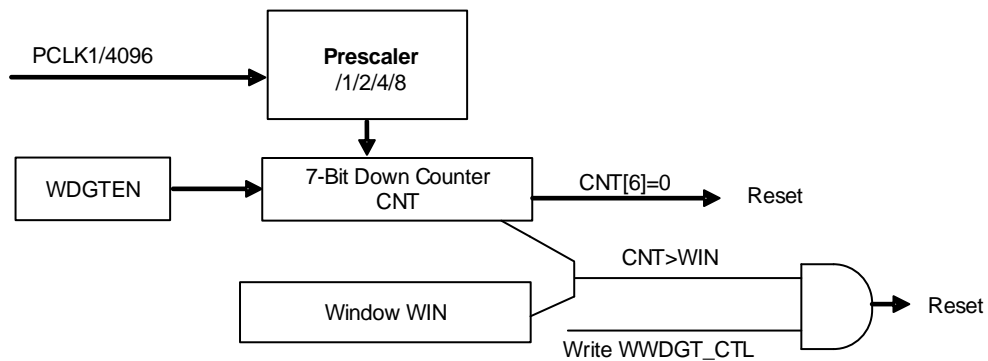 PCLK1/4096
Prescaler
/1/2/4/8
WDGTEN
7-Bit Down Counter
CNT
CNT[6]=0
Reset
CNT>WIN
Window WIN
Reset
Write WWDGT_CTL